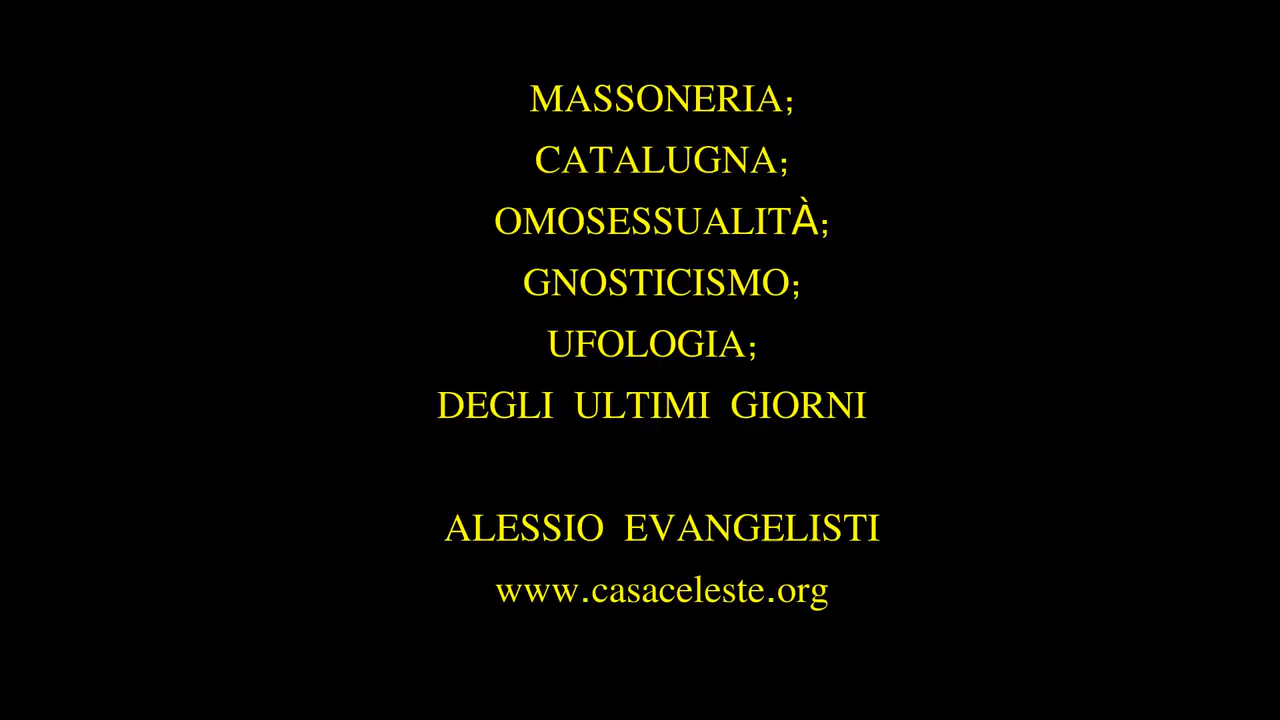 MASSONERIA;
CATALUGNA;
OMOSESSUALITÀ;
GNOSTICISMO;
UFOLOGIA;
DEGLI ULTIMI GIORNI
ALESSIO EVANGELISTI
www.casaceleste.org